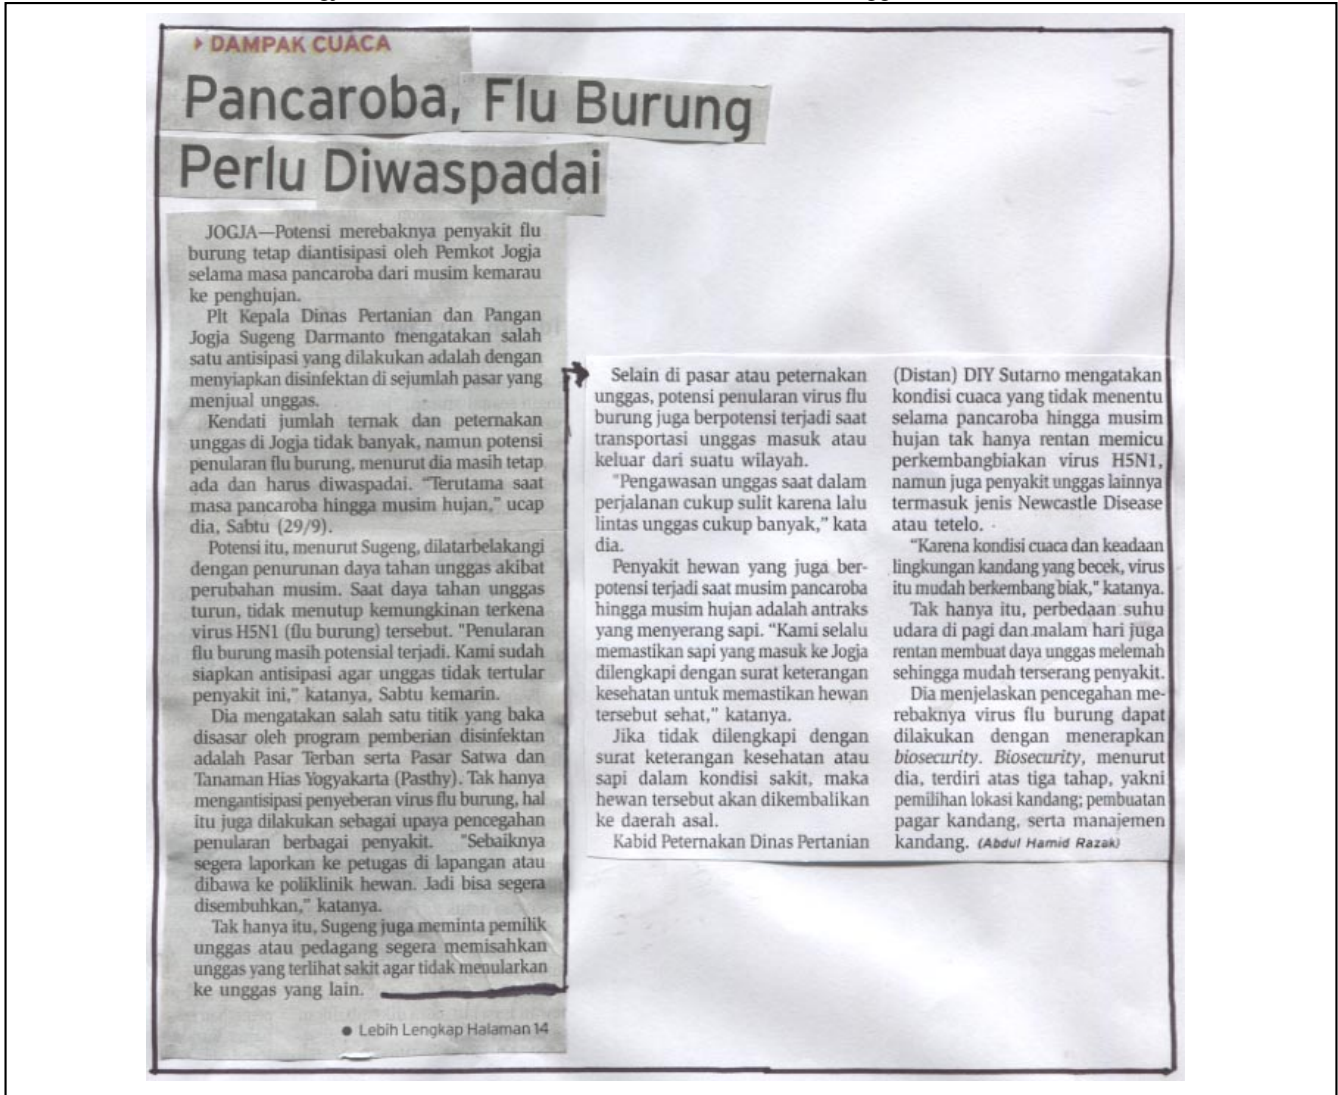 DAMPAK CUACA
Pancaroba, Flu Burung
Perlu Diwaspadai
JOGJA—Potensi merebaknya penyakit flu
burung tetap diantisipasi oleh Pemkot Jogja
selama masa pancaroba dari musim kemarau
ke penghujan.
Plt Kepala Dinas Pertanian dan Pangan
Jogja Sugeng Darmanto mengatakan salah
satu antisipasi yang dilakukan adalah dengan
menyiapkan disinfektan di sejumlah pasar yang
menjual unggas.
Kendati jumlah ternak dan peternakan
unggas di Jogja tidak banyak, namun potensi
penularan flu burung, menurut dia masih tetap
ada dan harus diwaspadai. "Terutama saat
masa pancaroba hingga musim hujan," ucap
dia, Sabtu (29/9).
Potensi itu, menurut Sugeng, dilatarbelakangi
dengan penurunan daya tahan unggas akibat
perubahan musim. Saat daya tahan unggas
turun, tidak menutup kemungkinan terkena
virus H5N1 (flu burung) tersebut. "Penularan
flu burung masih potensial terjadi. Kami sudah
siapkan antisipasi agar unggas tidak tertular
penyakit ini," katanya, Sabtu kemarin.
Dia mengatakan salah satu titik yang baka
disasar oleh program pemberian disinfektan
adalah Pasar Terban serta Pasar Satwa dan
Tanaman Hias Yogyakarta (Pasthy). Tak hanya
mengantisipasi penyeberan virus flu burung, hal
itu juga dilakukan sebagai upaya pencegahan
penularan berbagai penyakit. "Sebaiknya
segera laporkan ke petugas di lapangan atau
dibawa ke poliklinik hewan. Jadi bisa segera
disembuhkan," katanya.
Tak hanya itu, Sugeng juga meminta pemilik
unggas atau pedagang segera memisahkan
unggas yang terlihat sakit agar tidak menularkan
ke unggas yang lain.
● Lebih Lengkap Halaman 14
Selain di pasar atau peternakan
unggas, potensi penularan virus flu
burung juga berpotensi terjadi saat
transportasi unggas masuk atau
keluar dari suatu wilayah.
"Pengawasan unggas saat dalam
perjalanan cukup sulit karena lalu
lintas unggas cukup banyak," kata
dia.
Penyakit hewan yang juga ber-
potensi terjadi saat musim pancaroba
hingga musim hujan adalah antraks
yang menyerang sapi. "Kami selalu
memastikan sapi yang masuk ke Jogja
dilengkapi dengan surat keterangan
kesehatan untuk memastikan hewan
tersebut sehat," katanya.
Jika tidak dilengkapi dengan
surat keterangan kesehatan atau
sapi dalam kondisi sakit, maka
hewan tersebut akan dikembalikan
ke daerah asal.
Kabid Peternakan Dinas Pertanian
(Distan) DIY Sutarno mengatakan
kondisi cuaca yang tidak menentu
selama pancaroba hingga musim
hujan tak hanya rentan memicu
perkembangbiakan virus H5N1,
namun juga penyakit unggas lainnya
termasuk jenis Newcastle Disease
atau tetelo.
"Karena kondisi cuaca dan keadaan
lingkungan kandang yang becek, virus
itu mudah berkembang biak," katanya.
Tak hanya itu, perbedaan suhu
udara di pagi dan malam hari juga
rentan membuat daya unggas melemah
sehingga mudah terserang penyakit.
Dia menjelaskan pencegahan me-
rebaknya virus flu burung dapat
dilakukan dengan menerapkan
biosecurity. Biosecurity, menurut
dia, terdiri atas tiga tahap, yakni
pemilihan lokasi kandang; pembuatan
pagar kandang, serta manajemen
kandang. (Abdul Hamid Razak)